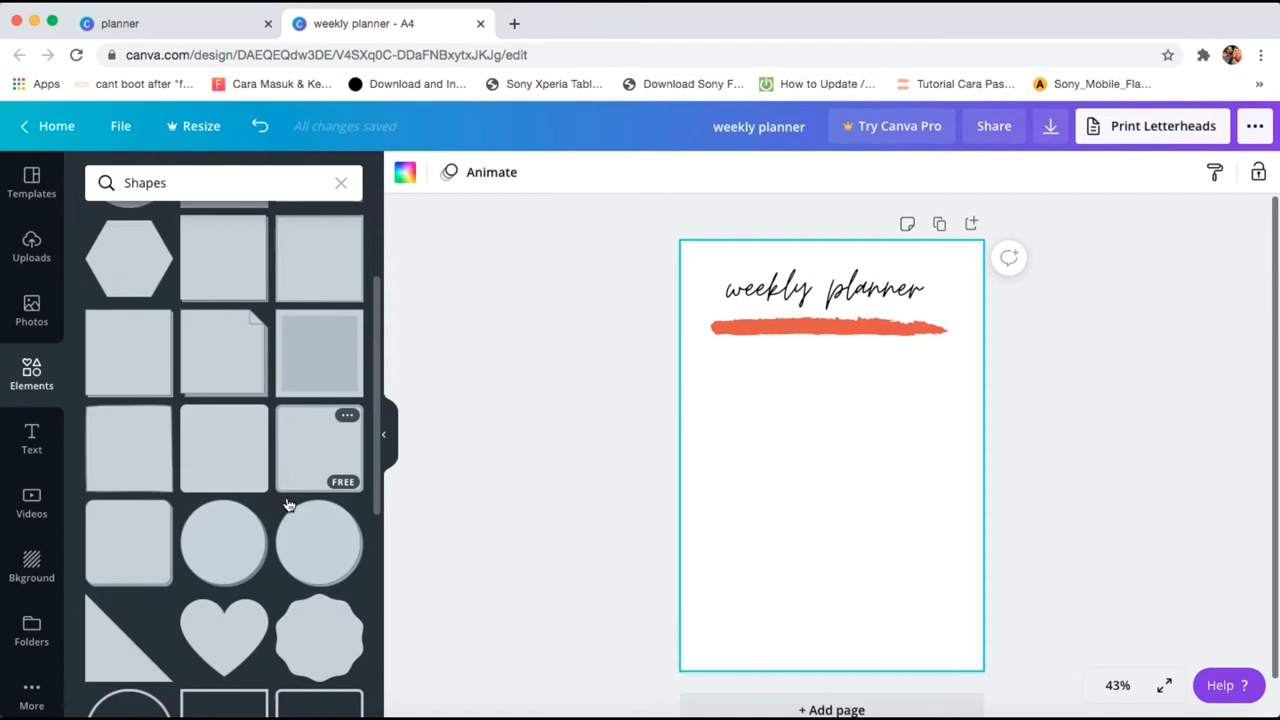 planner
weekly planner - A4
canva.com/design/DAEQEQdw3DE/V4SXq0C-DDaFNBxytxJKJg/edit
Apps
cant boot after "f...
Cara Masuk & Ke...
Download and In...
Sony Xperia Tabl...
Download Sony F...
How to Update /...
Tutorial Cara Pas...
Sony_Mobile_Fla...
Home
File
Resize
All changes saved
weekly planner
Try Canva Pro
Share
Print Letterheads
Templates
Uploads
Photos
Elements
Text
Videos
Bkground
Folders
More
Shapes
FREE
Animate
weekly planner
+ Add page
43%
Help ?